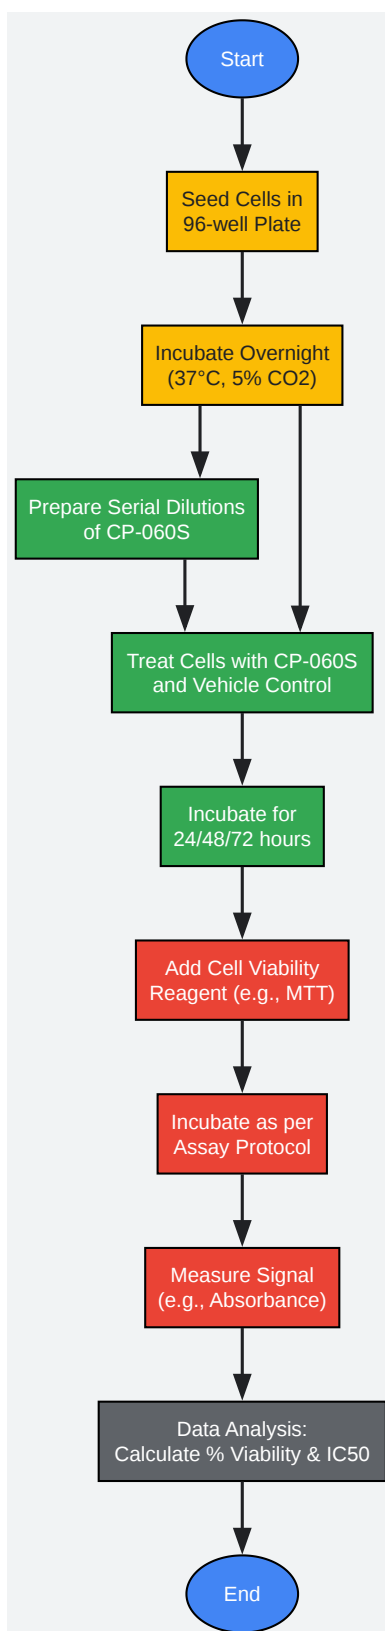 Start
Seed Cells in
96-well Plate
Incubate Overnight
(37°C, 5% CO2)
Prepare Serial Dilutions
of CP-060S
Treat Cells with CP-060S
and Vehicle Control
Incubate for
24/48/72 hours
Add Cell Viability
Reagent (e.g., MTT)
Incubate as per
Assay Protocol
Measure Signal
(e.g., Absorbance)
Data Analysis:
Calculate % Viability & IC50
End